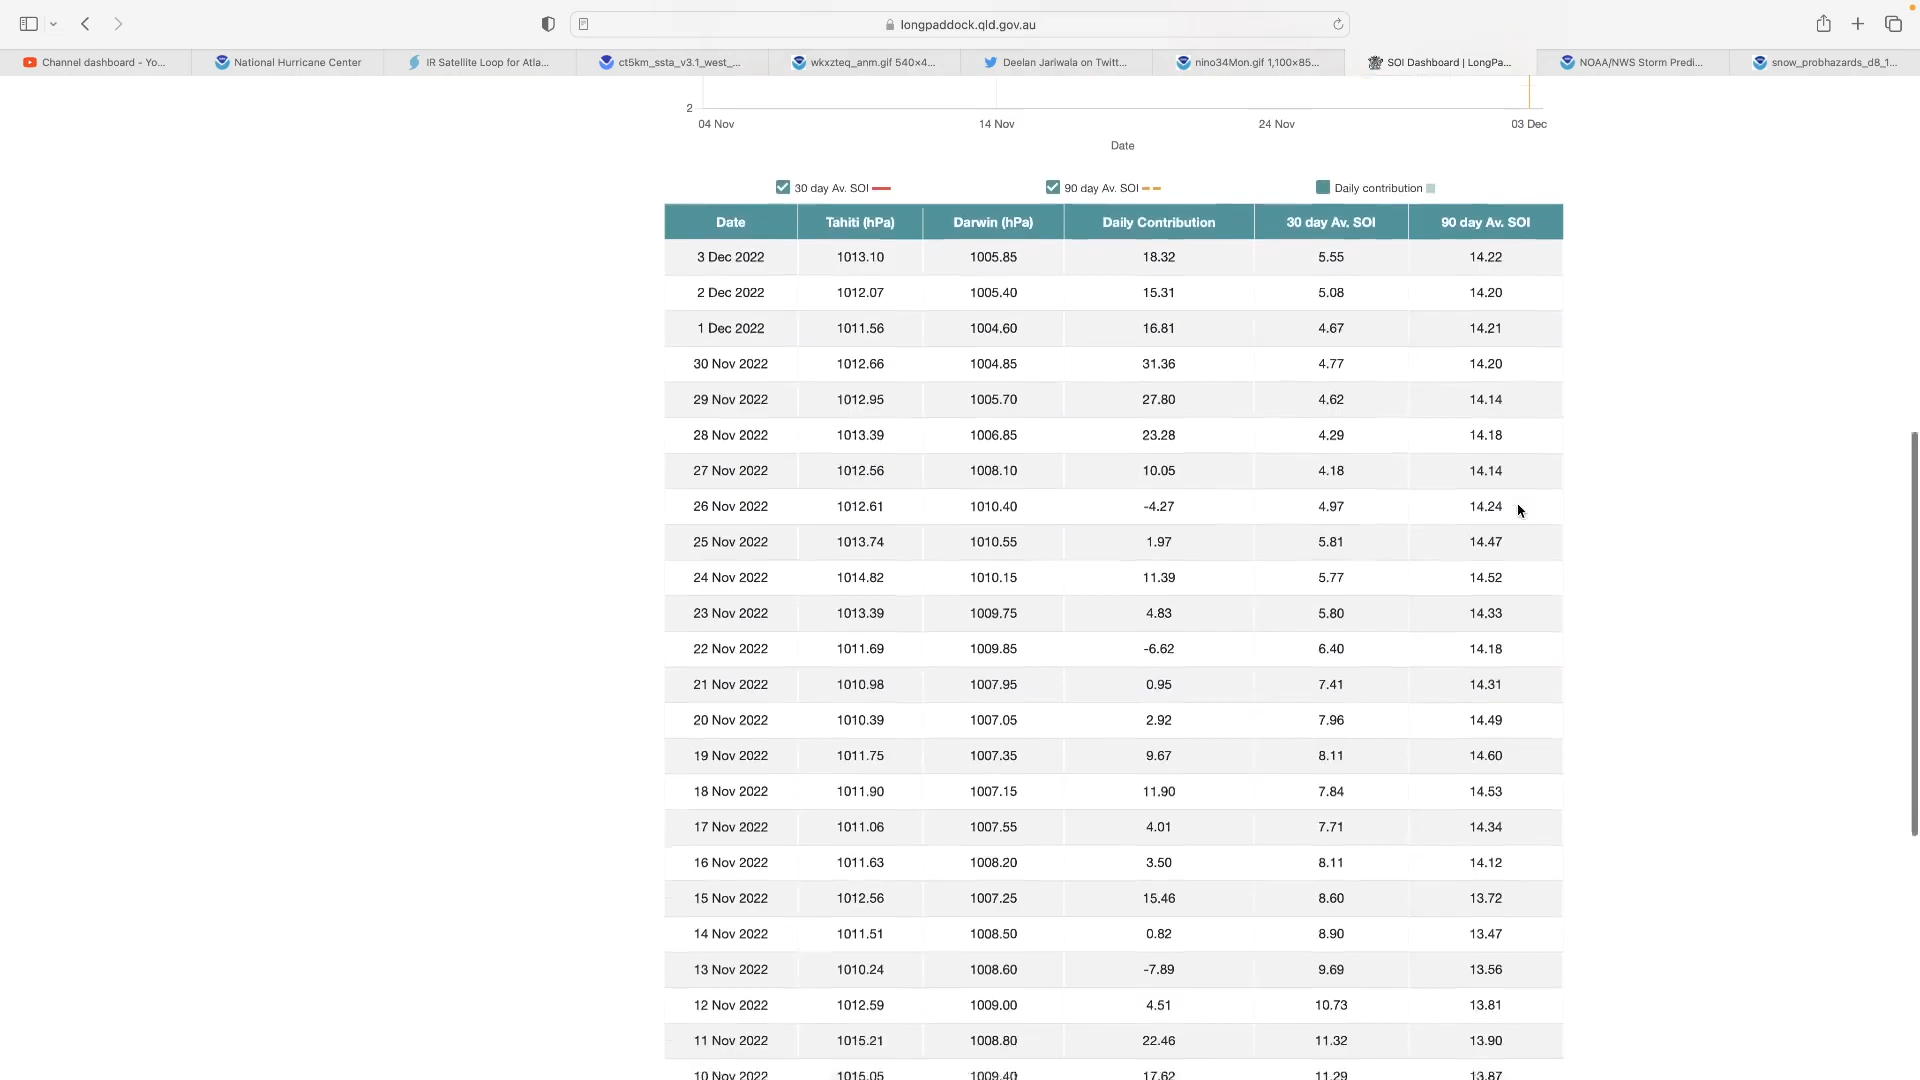 longpaddock.qld.gov.au
Channel dashboard - Yo... National Hurricane Center IR Satellite Loop for Atla... ct5km_ssta_v3.1_west_... wkxzteq_anm.gif 540×4... Deelan Jariwala on Twitt... nino34Mon.gif 1,100×85... SOI Dashboard | LongPa... NOAA/NWS Storm Predi... snow_probhazards_d8_1...
2
04 Nov 14 Nov 24 Nov 03 Dec
Date
30 day Av. SOI 90 day Av. SOI Daily contribution
Date Tahiti (hPa) Darwin (hPa) Daily Contribution 30 day Av. SOI 90 day Av. SOI
3 Dec 2022 1013.10 1005.85 18.32 5.55 14.22
2 Dec 2022 1012.07 1005.40 15.31 5.08 14.20
1 Dec 2022 1011.56 1004.60 16.81 4.67 14.21
30 Nov 2022 1012.66 1004.85 31.36 4.77 14.20
29 Nov 2022 1012.95 1005.70 27.80 4.62 14.14
28 Nov 2022 1013.39 1006.85 23.28 4.29 14.18
27 Nov 2022 1012.56 1008.10 10.05 4.18 14.14
26 Nov 2022 1012.61 1010.40 -4.27 4.97 14.24
25 Nov 2022 1013.74 1010.55 1.97 5.81 14.47
24 Nov 2022 1014.82 1010.15 11.39 5.77 14.52
23 Nov 2022 1013.39 1009.75 4.83 5.80 14.33
22 Nov 2022 1011.69 1009.85 -6.62 6.40 14.18
21 Nov 2022 1010.98 1007.95 0.95 7.41 14.31
20 Nov 2022 1010.39 1007.05 2.92 7.96 14.49
19 Nov 2022 1011.75 1007.35 9.67 8.11 14.60
18 Nov 2022 1011.90 1007.15 11.90 7.84 14.53
17 Nov 2022 1011.06 1007.55 4.01 7.71 14.34
16 Nov 2022 1011.63 1008.20 3.50 8.11 14.12
15 Nov 2022 1012.56 1007.25 15.46 8.60 13.72
14 Nov 2022 1011.51 1008.50 0.82 8.90 13.47
13 Nov 2022 1010.24 1008.60 -7.89 9.69 13.56
12 Nov 2022 1012.59 1009.00 4.51 10.73 13.81
11 Nov 2022 1015.21 1008.80 22.46 11.32 13.90
10 Nov 2022 1015.05 1009.40 17.62 11.29 13.87